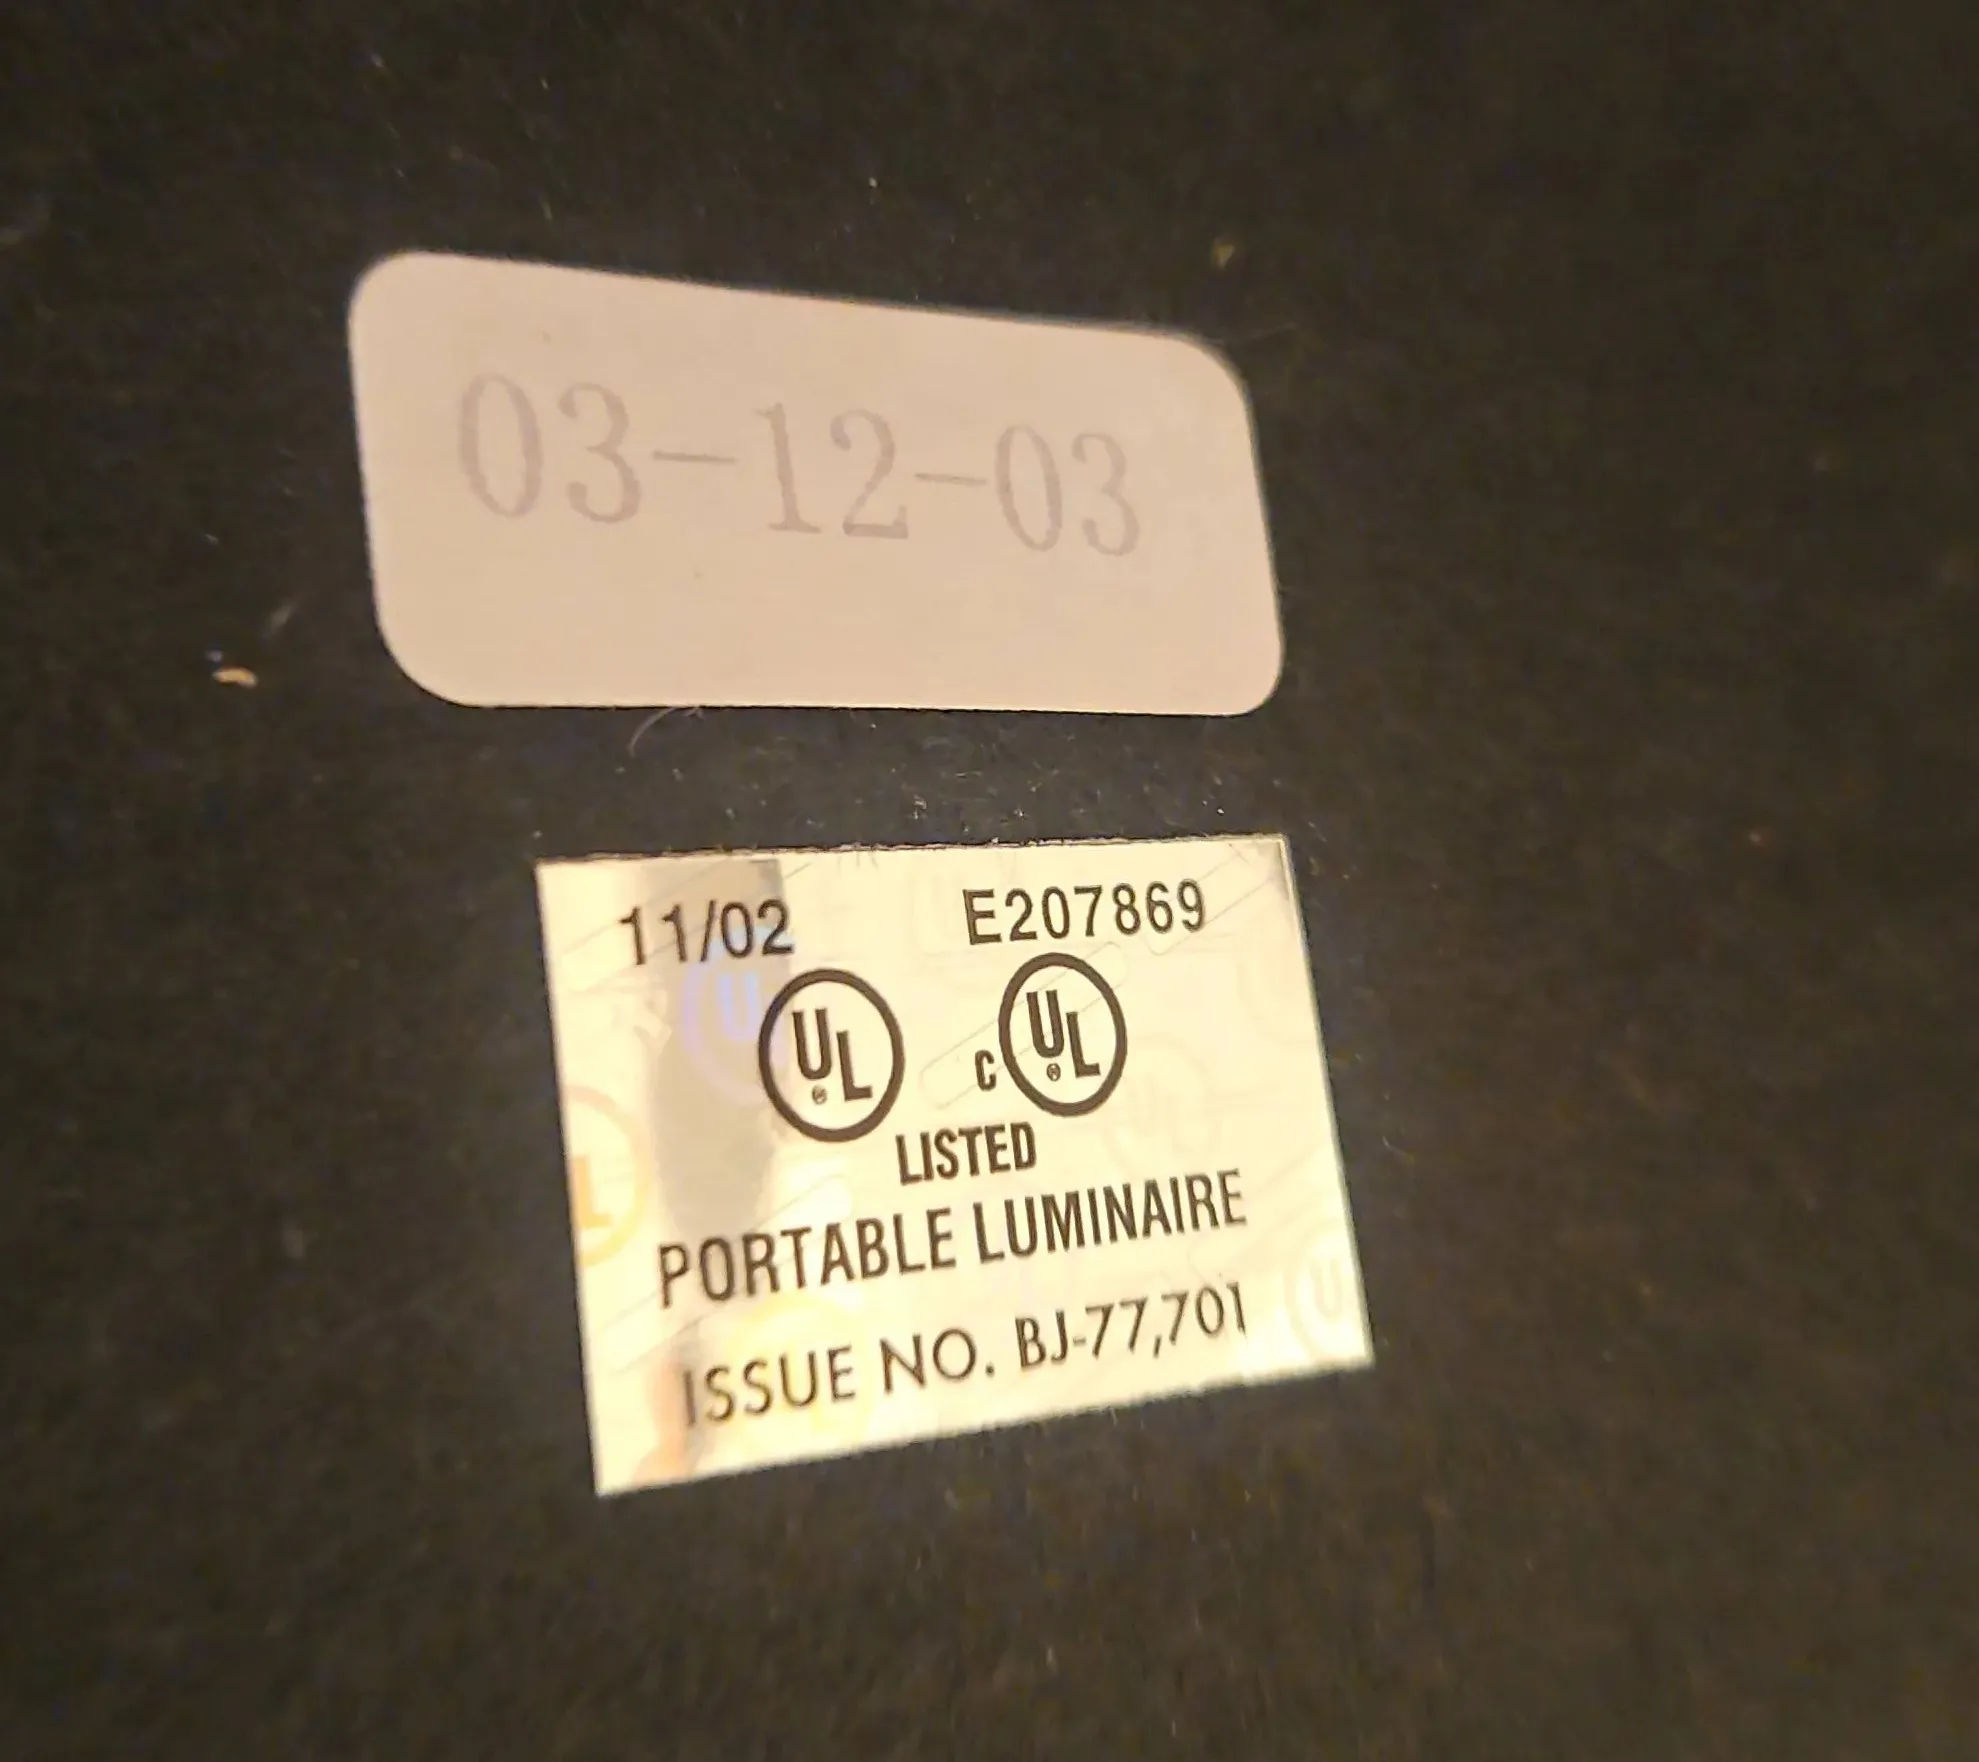 03-12-03
11/02 E207869
UL® c UL®
LISTED
PORTABLE LUMINAIRE
ISSUE NO. BJ-77,701